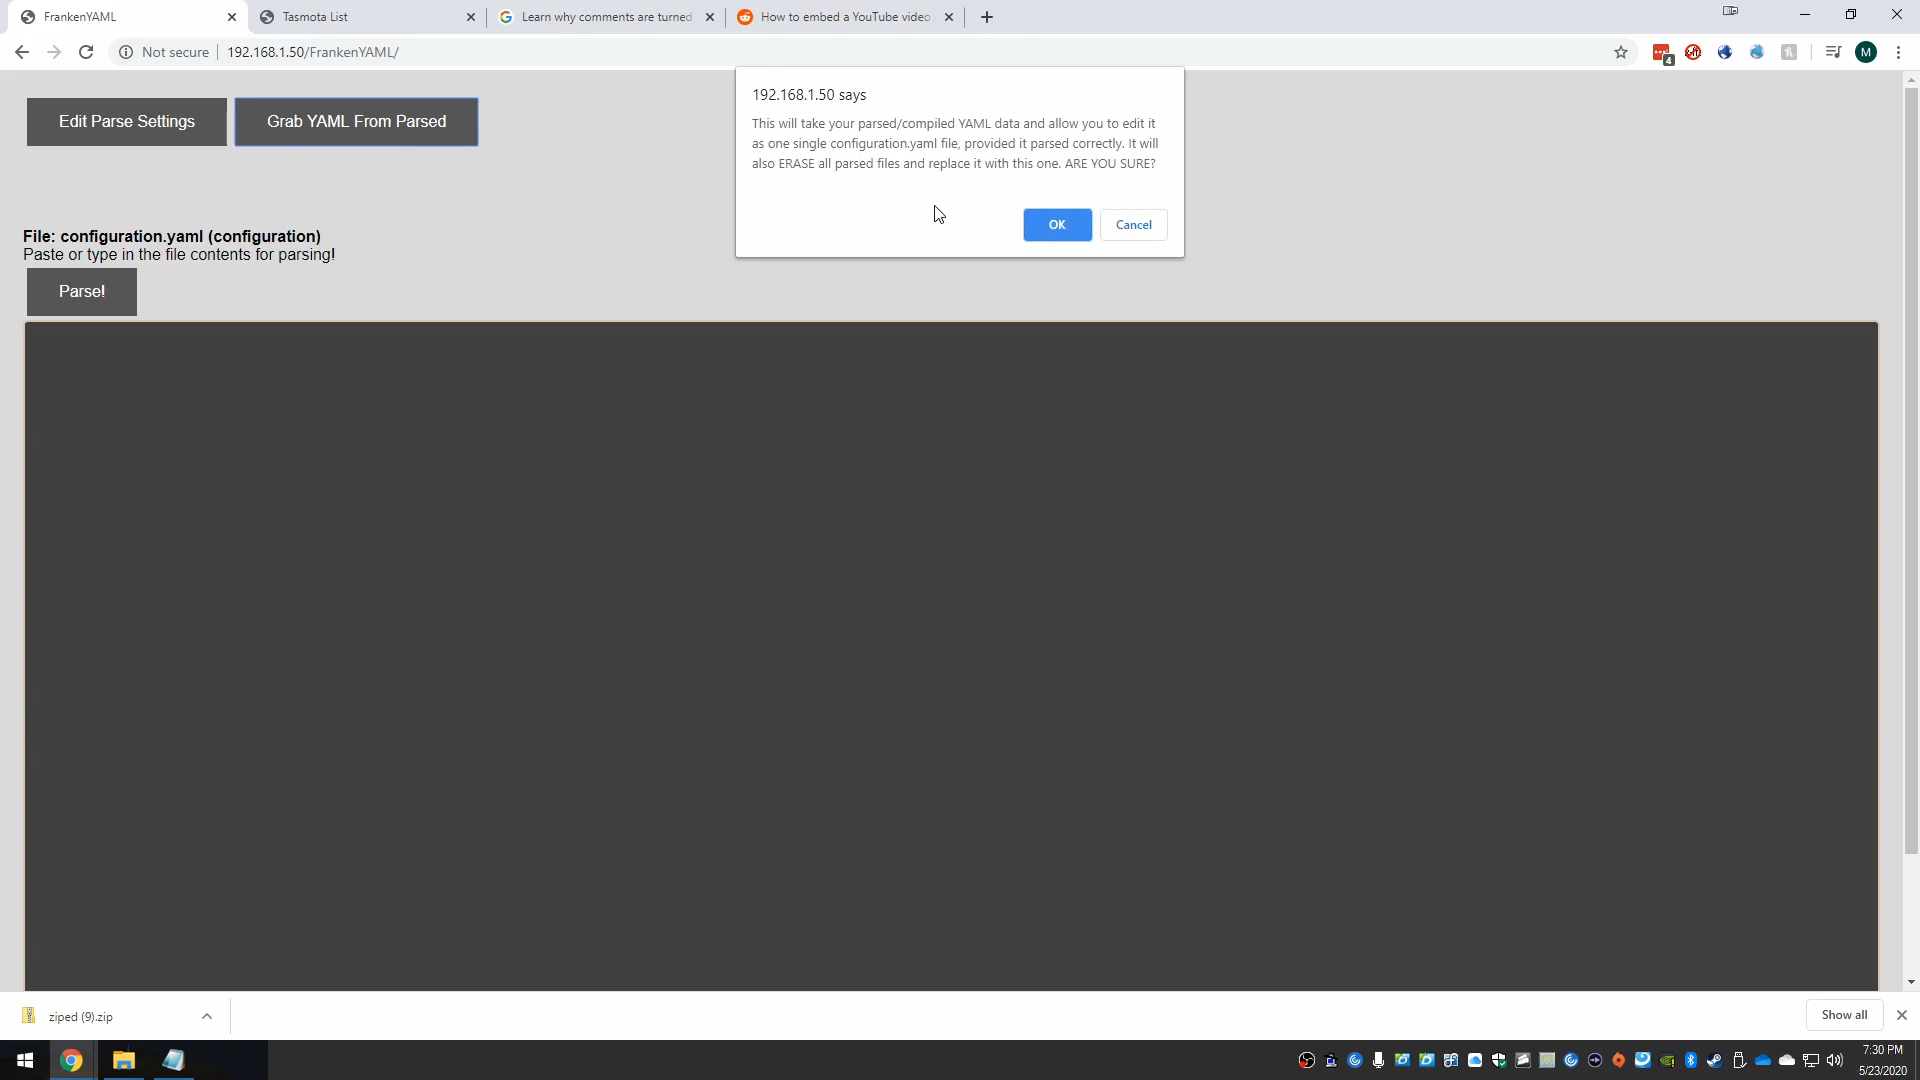 FrankenYAML
Tasmota List
Learn why comments are turned
How to embed a YouTube video
Not secure
192.168.1.50/FrankenYAML/
4
M
Edit Parse Settings
Grab YAML From Parsed
192.168.1.50 says
This will take your parsed/compiled YAML data and allow you to edit it
as one single configuration.yaml file, provided it parsed correctly. It will
also ERASE all parsed files and replace it with this one. ARE YOU SURE?
OK
Cancel
File: configuration.yaml (configuration)
Paste or type in the file contents for parsing!
Parse!
ziped (9).zip
Show all
7:30 PM
5/23/2020